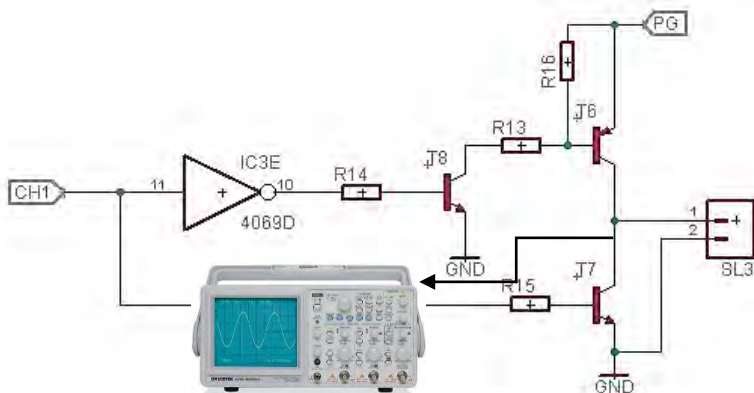 PG
R16
T6
R13
IC3E
T8
CH1
11
10
R14
4069D
1
2
SL3
GND
T7
R15
GND